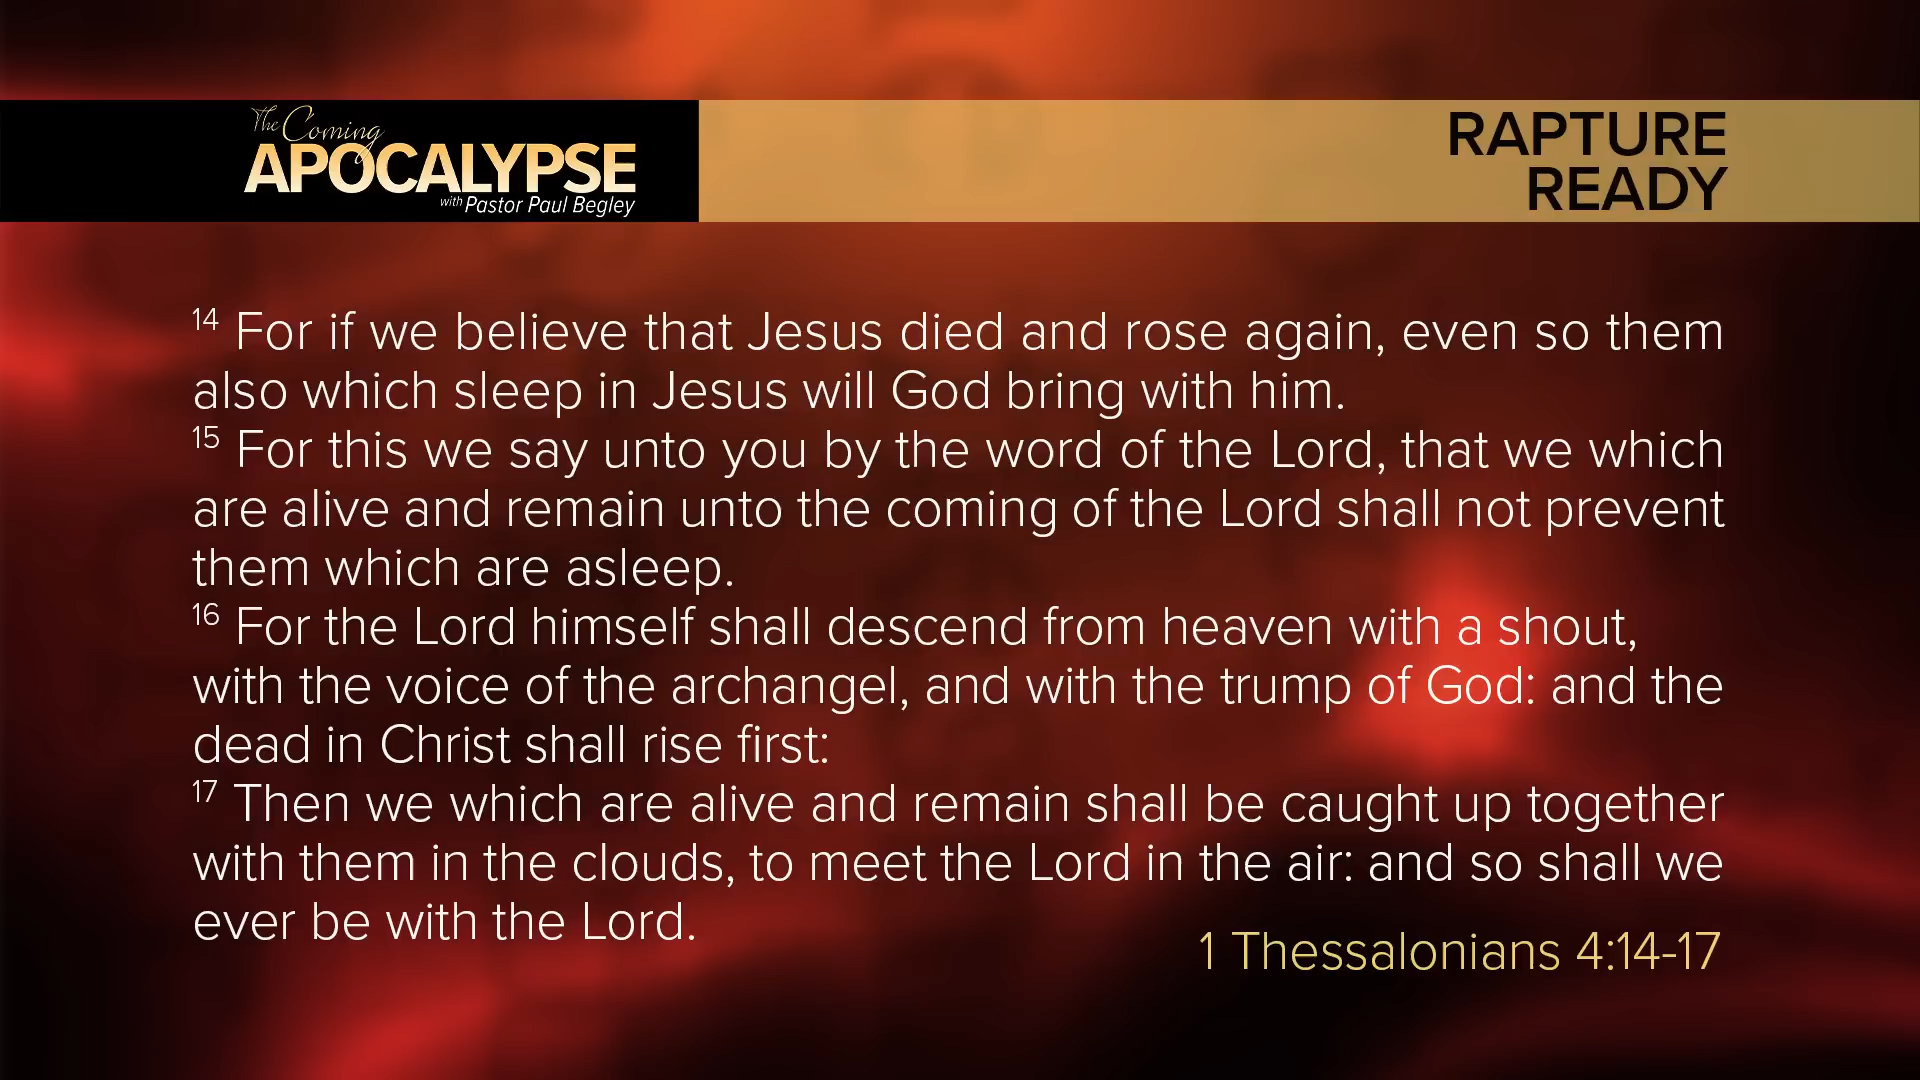 The Coming
APOCALYPSE
with Pastor Paul Begley
RAPTURE
READY
14 For if we believe that Jesus died and rose again, even so them
also which sleep in Jesus will God bring with him.
15 For this we say unto you by the word of the Lord, that we which
are alive and remain unto the coming of the Lord shall not prevent
them which are asleep.
16 For the Lord himself shall descend from heaven with a shout,
with the voice of the archangel, and with the trump of God: and the
dead in Christ shall rise first:
17 Then we which are alive and remain shall be caught up together
with them in the clouds, to meet the Lord in the air: and so shall we
ever be with the Lord.
1 Thessalonians 4:14-17